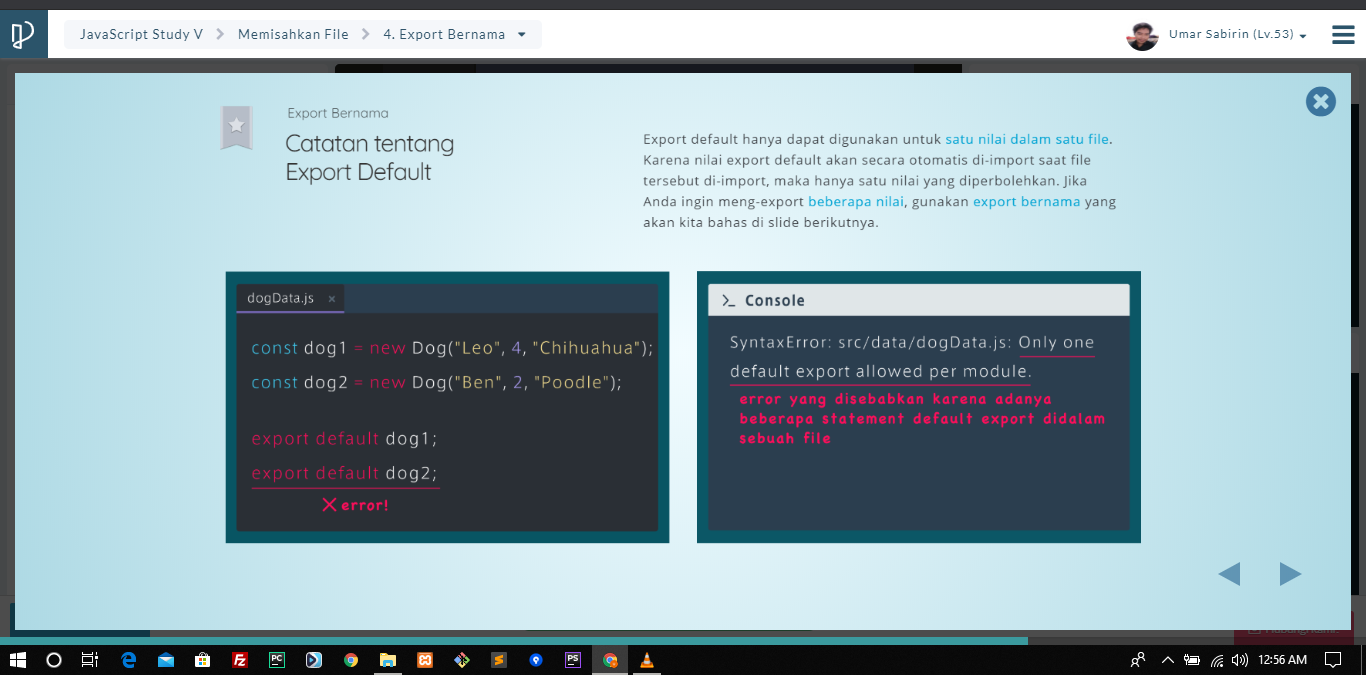 JavaScript Study V > Memisahkan File > 4. Export Bernama
Umar Sabirin (Lv.53)
Export Bernama
Catatan tentang
Export Default
Export default hanya dapat digunakan untuk satu nilai dalam satu file.
Karena nilai export default akan secara otomatis di-import saat file
tersebut di-import, maka hanya satu nilai yang diperbolehkan. Jika
Anda ingin meng-export beberapa nilai, gunakan export bernama yang
akan kita bahas di slide berikutnya.
dogData.js ×
const dog1 = new Dog("Leo", 4, "Chihuahua");
const dog2 = new Dog("Ben", 2, "Poodle");
export default dog1;
export default dog2;
error!
>_ Console
SyntaxError: src/data/dogData.js: Only one
default export allowed per module.
error yang disebabkan karena adanya
beberapa statement default export didalam
sebuah file
PC
PS
12:56 AM